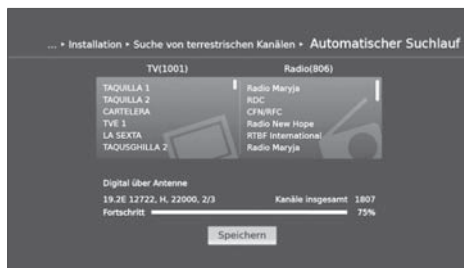 ... ▸ Installation ▸ Suche von terrestrischen Kanälen ▸ Automatischer Suchlauf
TV(1001)
Radio(806)
TAQUILLA 1
TAQUILLA 2
CARTELERA
TVE 1
LA SEXTA
TAQUSGHILLA 2
Radio Maryja
RDC
CFN/RFC
Radio New Hope
RTBF International
Radio Maryja
Digital über Antenne
19.2E 12722, H, 22000, 2/3
Kanäle insgesamt 1807
Fortschritt
75%
Speichern